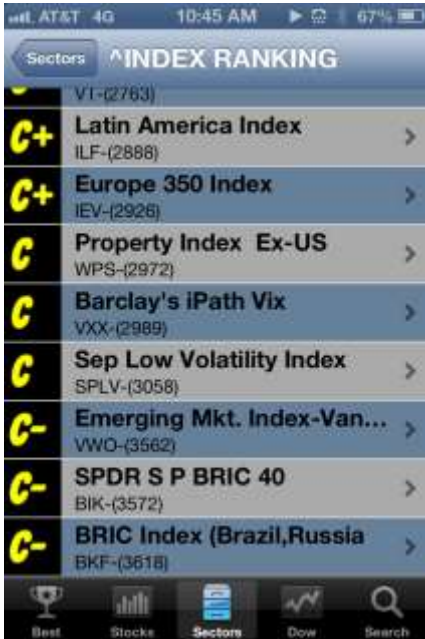 AT&T 4G 10:45 AM 67%
Sectors ^INDEX RANKING
VT-(2763)
C+ Latin America Index
ILF-(2888)
C+ Europe 350 Index
IEV-(2926)
C Property Index Ex-US
WPS-(2972)
C Barclay's iPath Vix
VXX-(2989)
C Sep Low Volatility Index
SPLV-(3058)
C- Emerging Mkt. Index-Van...
VWO-(3562)
C- SPDR S P BRIC 40
BIK-(3572)
C- BRIC Index (Brazil,Russia
BKF-(3618)
Best Stocks Sectors Dow Search